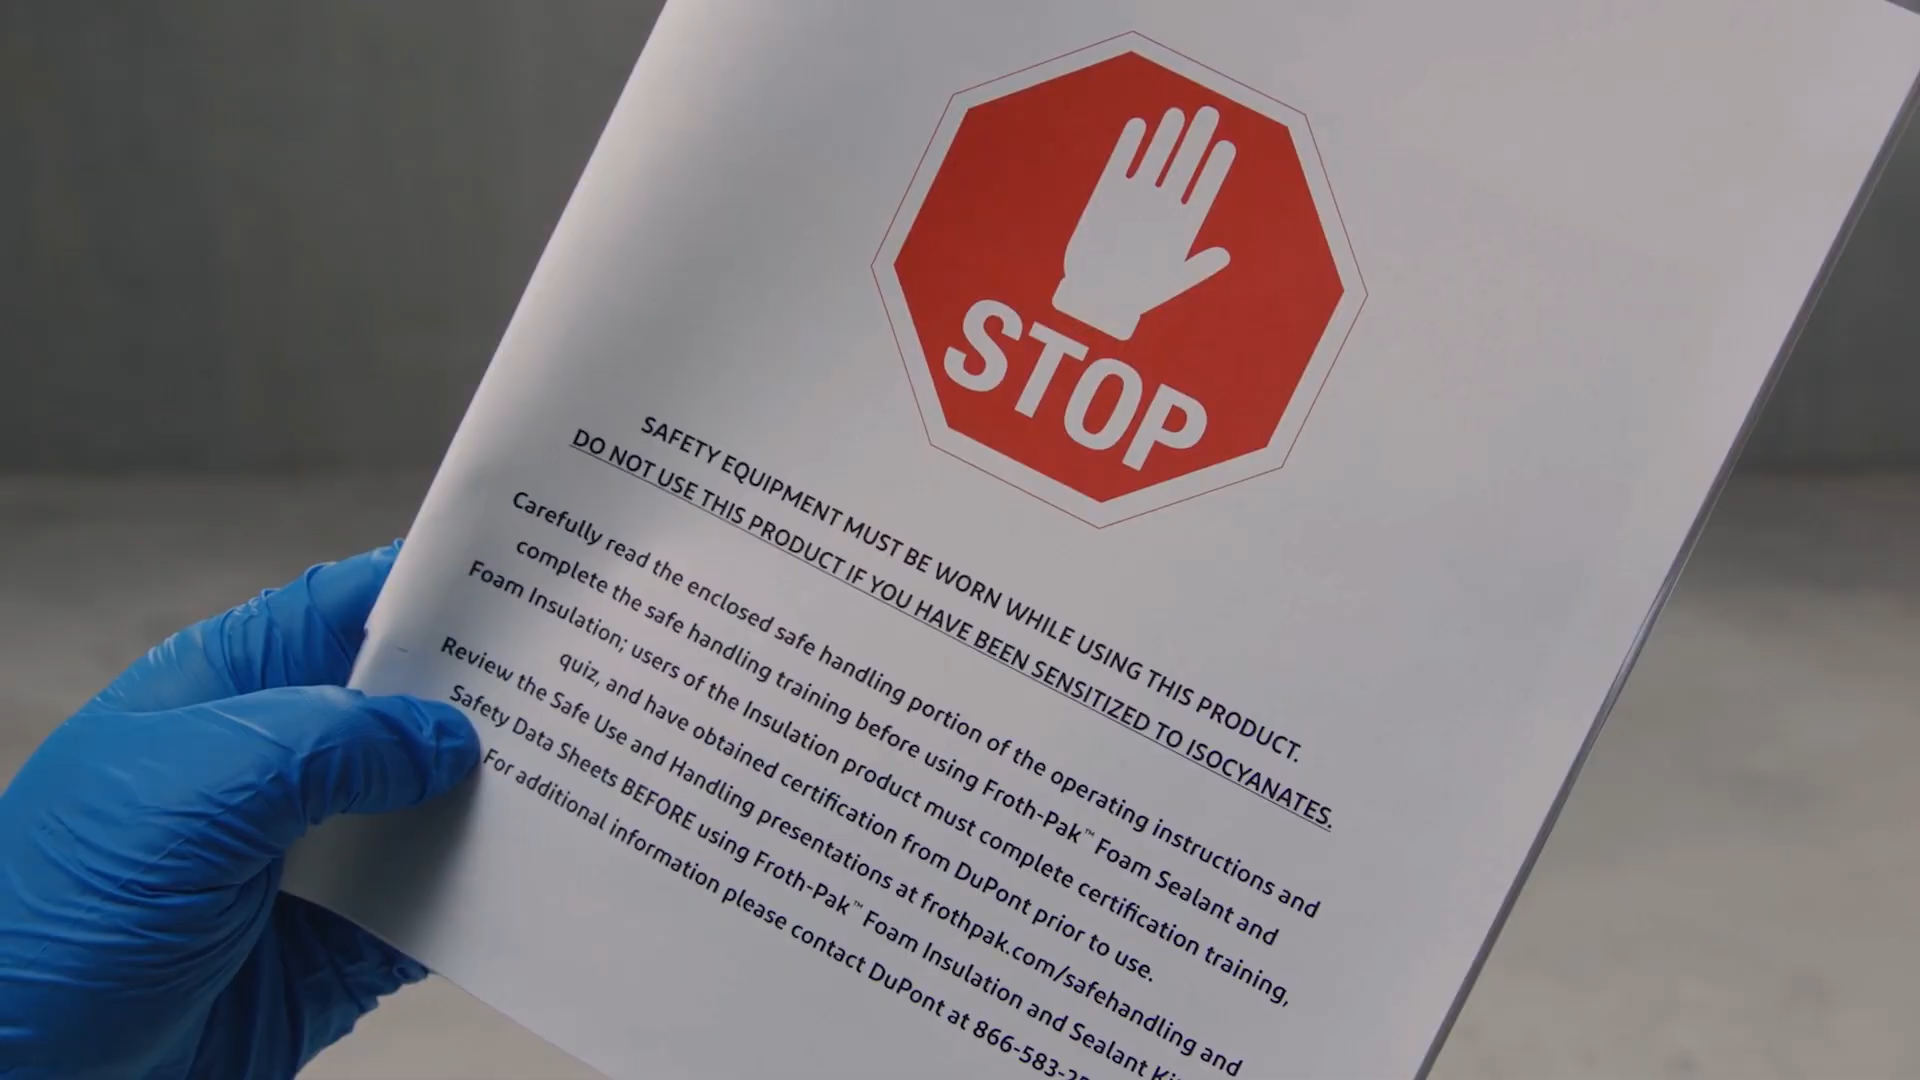 STOP
SAFETY EQUIPMENT MUST BE WORN WHILE USING THIS PRODUCT.
DO NOT USE THIS PRODUCT IF YOU HAVE BEEN SENSITIZED TO ISOCYANATES.
Carefully read the enclosed safe handling portion of the operating instructions and
complete the safe handling training before using Froth-Pak™ Foam Sealant and
Foam Insulation; users of the Insulation product must complete certification training,
quiz, and have obtained certification from DuPont prior to use.
Review the Safe Use and Handling presentations at frothpak.com/safehandling and
Safety Data Sheets BEFORE using Froth-Pak™ Foam Insulation and Sealant
For additional information please contact DuPont at 866-583-